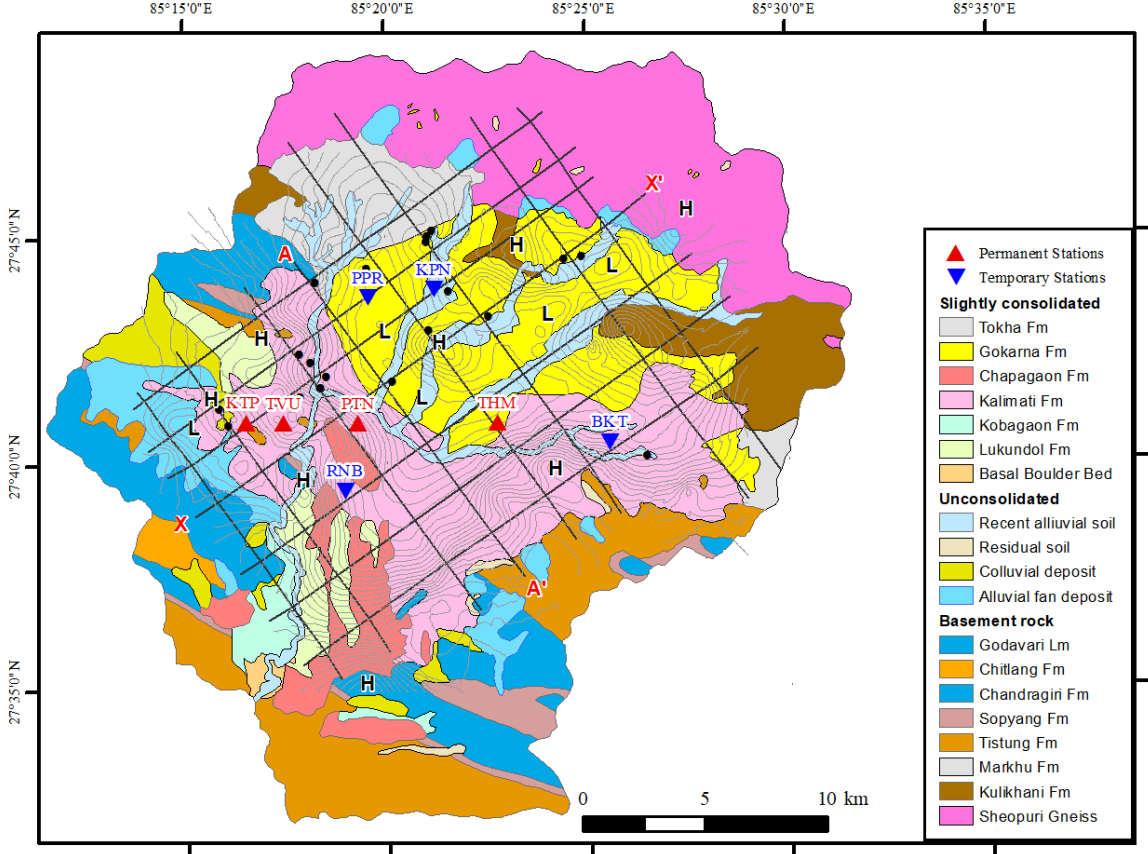 85°15'0"E
85°20'0"E
85°25'0"E
85°30'0"E
85°35'0"E
27°45'0"N
27°40'0"N
27°35'0"N
X'
H
A
H
L
PPR
KPN
L
L
H
H
H
KTP
TVU
PTN
L
THM
L
BKT
RNB
H
H
X
A'
H
0 5 10 km
Permanent Stations
Temporary Stations
Slightly consolidated
Tokha Fm
Gokarna Fm
Chapagaon Fm
Kalimati Fm
Kobagaon Fm
Lukundol Fm
Basal Boulder Bed
Unconsolidated
Recent alluvial soil
Residual soil
Colluvial deposit
Alluvial fan deposit
Basement rock
Godavari Lm
Chitlang Fm
Chandragiri Fm
Sopyang Fm
Tistung Fm
Markhu Fm
Kulikhani Fm
Sheopuri Gneiss